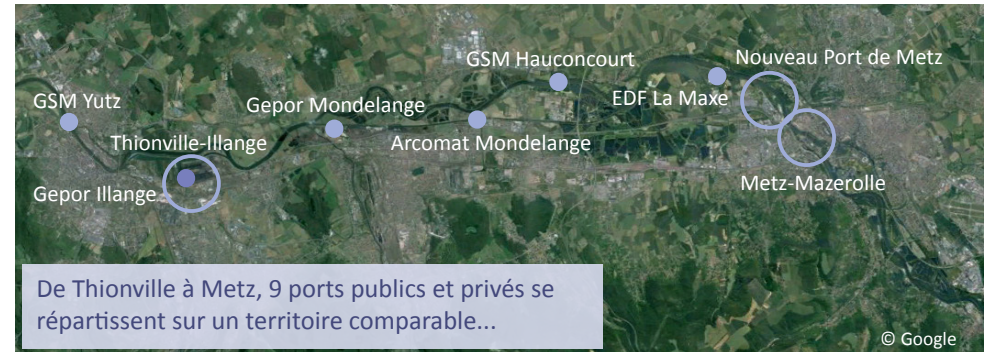 Nouveau Port de Metz
GSM Hauconcourt
EDF La Maxe
GSM Yutz
Gepor Mondelange
Thionville-Illange
Arcomat Mondelange
Gepor Illange
Metz-Mazerolle
De Thionville à Metz, 9 ports publics et privés se
répartissent sur un territoire comparable...
© Google